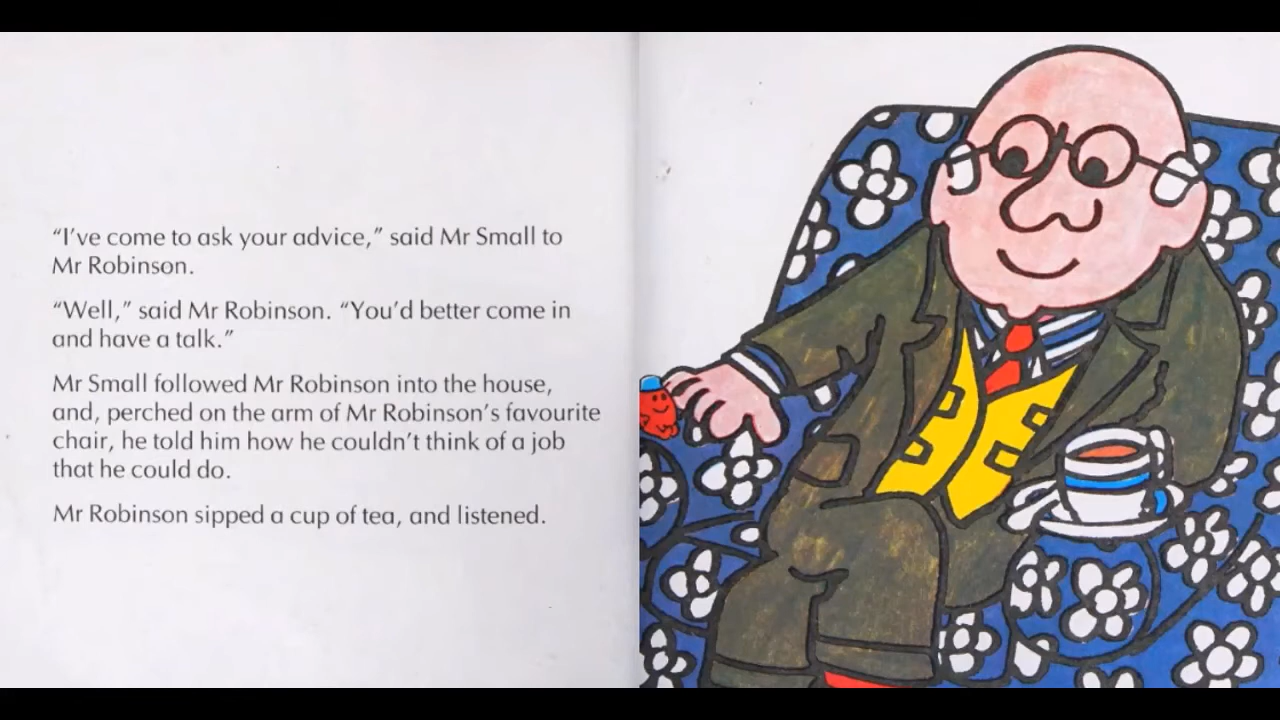 “I’ve come to ask your advice,” said Mr Small to
Mr Robinson.
“Well,” said Mr Robinson. “You’d better come in
and have a talk.”
Mr Small followed Mr Robinson into the house,
and, perched on the arm of Mr Robinson’s favourite
chair, he told him how he couldn’t think of a job
that he could do.
Mr Robinson sipped a cup of tea, and listened.